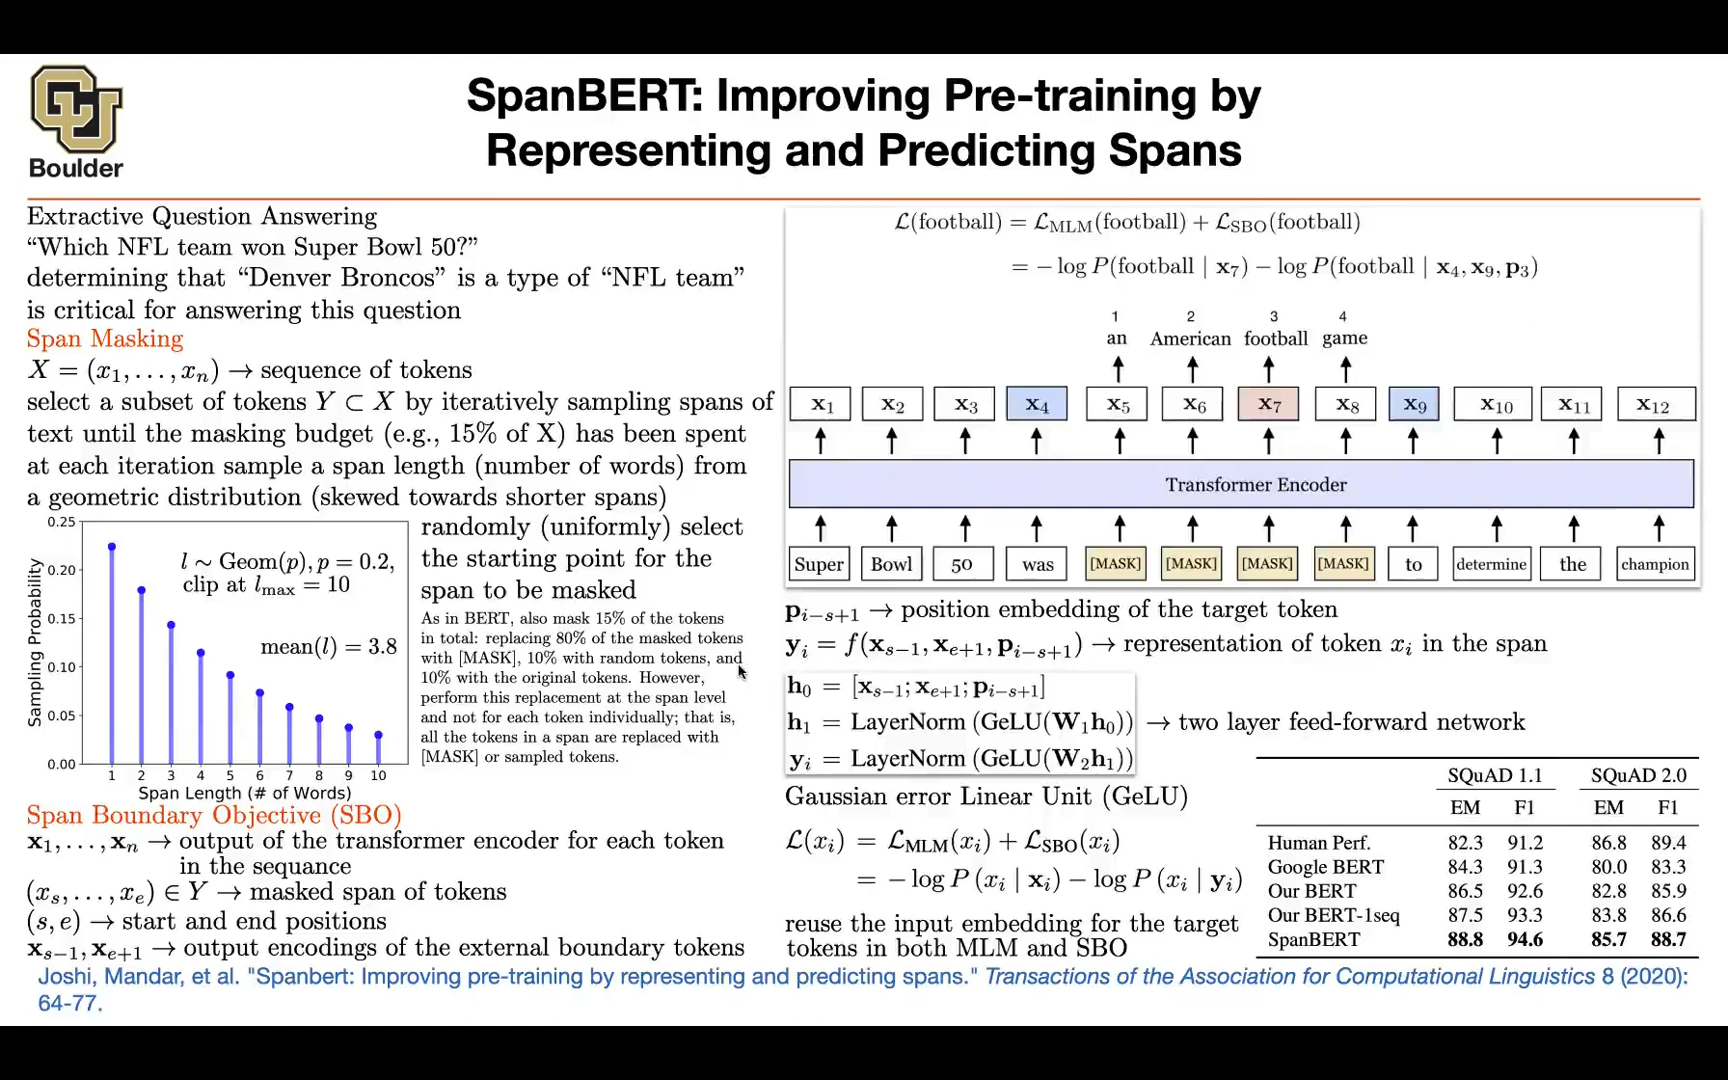 SpanBERT: Improving Pre-training by
Representing and Predicting Spans
Boulder
Extractive Question Answering
“Which NFL team won Super Bowl 50?”
determining that “Denver Broncos” is a type of “NFL team”
is critical for answering this question
Span Masking
X = (x₁, . . . , xₙ) → sequence of tokens
select a subset of tokens Y ⊂ X by iteratively sampling spans of
text until the masking budget (e.g., 15% of X) has been spent
at each iteration sample a span length (number of words) from
a geometric distribution (skewed towards shorter spans)
0.25
0.20
0.15
0.10
0.05
0.00
Sampling Probability
l ∼ Geom(p), p = 0.2,
clip at l_max = 10
mean(l) = 3.8
1 2 3 4 5 6 7 8 9 10
Span Length (# of Words)
randomly (uniformly) select
the starting point for the
span to be masked
As in BERT, also mask 15% of the tokens
in total: replacing 80% of the masked tokens
with [MASK], 10% with random tokens, and
10% with the original tokens. However,
perform this replacement at the span level
and not for each token individually; that is,
all the tokens in a span are replaced with
[MASK] or sampled tokens.
Span Boundary Objective (SBO)
x₁, . . . , xₙ → output of the transformer encoder for each token
in the sequance
(x_s, . . . , x_e) ∈ Y → masked span of tokens
(s, e) → start and end positions
x_{s−1}, x_{e+1} → output encodings of the external boundary tokens
ℒ(football) = ℒ_MLM(football) + ℒ_SBO(football)
= − log P(football | x₇) − log P(football | x₄, x₉, p₃)
1 2 3 4
an American football game
x₁ x₂ x₃ x₄ x₅ x₆ x₇ x₈ x₉ x₁₀ x₁₁ x₁₂
Transformer Encoder
Super Bowl 50 was [MASK] [MASK] [MASK] [MASK] to determine the champion
p_{i−s+1} → position embedding of the target token
y_i = f(x_{s−1}, x_{e+1}, p_{i−s+1}) → representation of token x_i in the span
h₀ = [x_{s−1}; x_{e+1}; p_{i−s+1}]
h₁ = LayerNorm (GeLU(W₁h₀)) → two layer feed-forward network
y_i = LayerNorm (GeLU(W₂h₁))
Gaussian error Linear Unit (GeLU)
ℒ(x_i) = ℒ_MLM(x_i) + ℒ_SBO(x_i)
= − log P (x_i | x_i) − log P (x_i | y_i)
reuse the input embedding for the target
tokens in both MLM and SBO
SQuAD 1.1 SQuAD 2.0
EM F1 EM F1
Human Perf. 82.3 91.2 86.8 89.4
Google BERT 84.3 91.3 80.0 83.3
Our BERT 86.5 92.6 82.8 85.9
Our BERT-1seq 87.5 93.3 83.8 86.6
SpanBERT 88.8 94.6 85.7 88.7
Joshi, Mandar, et al. "Spanbert: Improving pre-training by representing and predicting spans." Transactions of the Association for Computational Linguistics 8 (2020):
64-77.